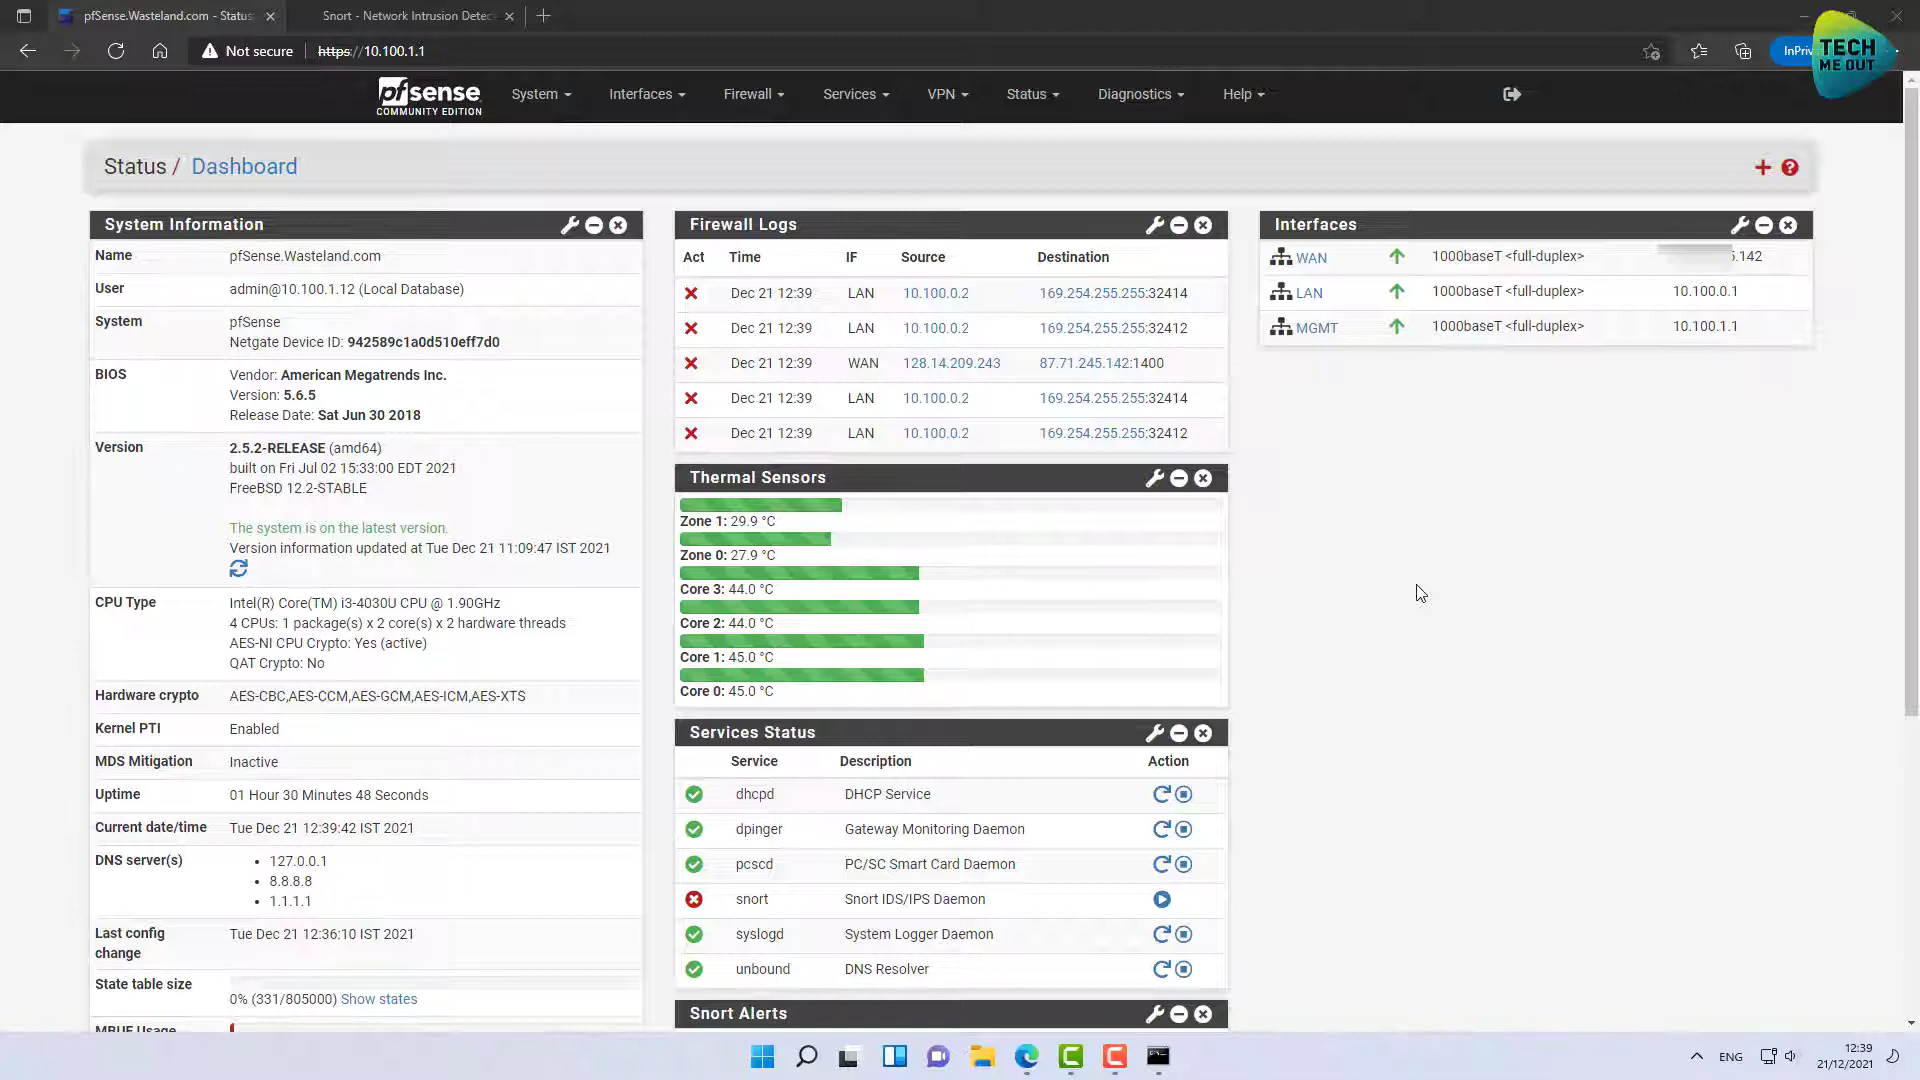 pfSense.Wasteland.com - Status
Snort - Network Intrusion Detec
Not secure
https://10.100.1.1
InPriv
TECH
ME OUT
pfsense
COMMUNITY EDITION
System
Interfaces
Firewall
Services
VPN
Status
Diagnostics
Help
Status / Dashboard
System Information
Name pfSense.Wasteland.com
User admin@10.100.1.12 (Local Database)
System pfSense
Netgate Device ID: 942589c1a0d510eff7d0
BIOS Vendor: American Megatrends Inc.
Version: 5.6.5
Release Date: Sat Jun 30 2018
Version 2.5.2-RELEASE (amd64)
built on Fri Jul 02 15:33:00 EDT 2021
FreeBSD 12.2-STABLE
The system is on the latest version.
Version information updated at Tue Dec 21 11:09:47 IST 2021
CPU Type Intel(R) Core(TM) i3-4030U CPU @ 1.90GHz
4 CPUs: 1 package(s) x 2 core(s) x 2 hardware threads
AES-NI CPU Crypto: Yes (active)
QAT Crypto: No
Hardware crypto AES-CBC,AES-CCM,AES-GCM,AES-ICM,AES-XTS
Kernel PTI Enabled
MDS Mitigation Inactive
Uptime 01 Hour 30 Minutes 48 Seconds
Current date/time Tue Dec 21 12:39:42 IST 2021
DNS server(s)
• 127.0.0.1
• 8.8.8.8
• 1.1.1.1
Last config change Tue Dec 21 12:36:10 IST 2021
State table size
0% (331/805000) Show states
MBUF Usage
Firewall Logs
Act Time IF Source Destination
Dec 21 12:39 LAN 10.100.0.2 169.254.255.255:32414
Dec 21 12:39 LAN 10.100.0.2 169.254.255.255:32412
Dec 21 12:39 WAN 128.14.209.243 87.71.245.142:1400
Dec 21 12:39 LAN 10.100.0.2 169.254.255.255:32414
Dec 21 12:39 LAN 10.100.0.2 169.254.255.255:32412
Thermal Sensors
Zone 1: 29.9 °C
Zone 0: 27.9 °C
Core 3: 44.0 °C
Core 2: 44.0 °C
Core 1: 45.0 °C
Core 0: 45.0 °C
Services Status
Service Description Action
dhcpd DHCP Service
dpinger Gateway Monitoring Daemon
pcscd PC/SC Smart Card Daemon
snort Snort IDS/IPS Daemon
syslogd System Logger Daemon
unbound DNS Resolver
Snort Alerts
Interfaces
WAN 1000baseT <full-duplex> .142
LAN 1000baseT <full-duplex> 10.100.0.1
MGMT 1000baseT <full-duplex> 10.100.1.1
ENG
12:39
21/12/2021